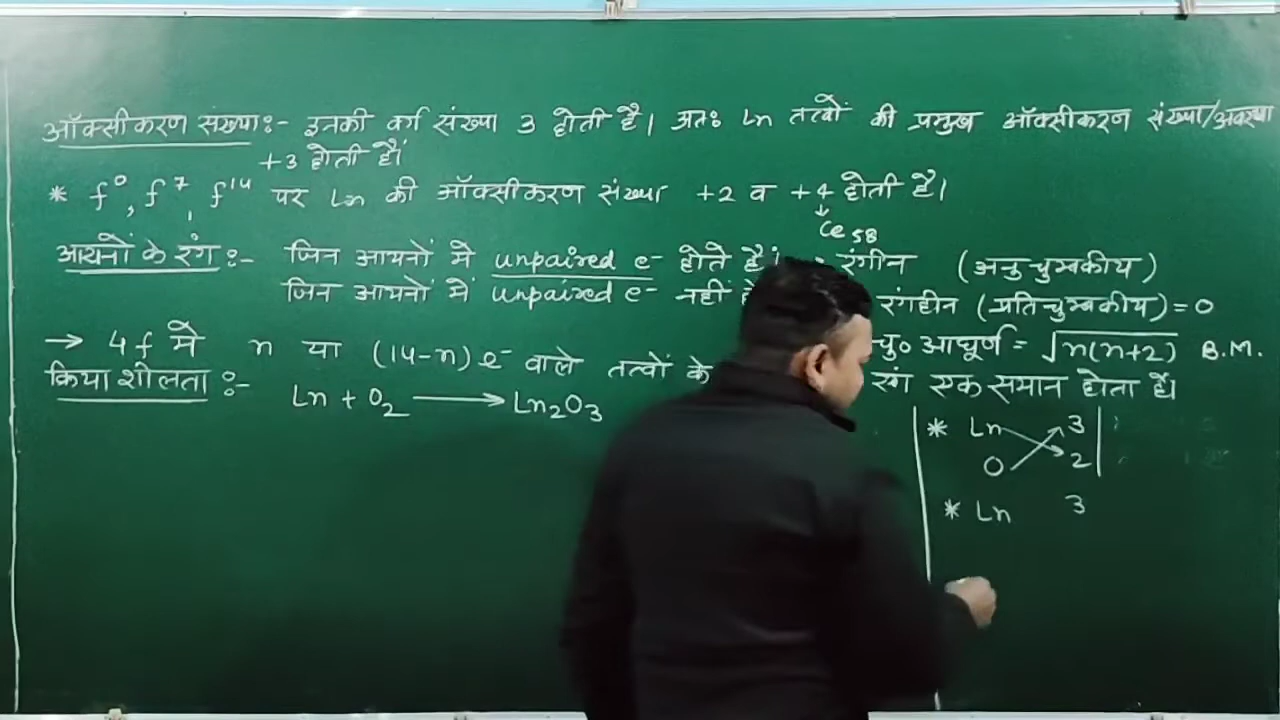 ऑक्सीकरण संख्या:- इनकी वर्ग संख्या 3 होती है। अतः Ln तत्वों की प्रमुख ऑक्सीकरण संख्या/अवस्था
+3 होती है।
* f⁰, f⁷, f¹⁴ पर Ln की ऑक्सीकरण संख्या +2 व +4 होती है।
↓
Ce₅₈
आयनों के रंग:- जिन आयनों में unpaired e⁻ होते है। रंगीन (अनुचुम्बकीय)
जिन आयनों में unpaired e⁻ नहीं रंगहीन (प्रतिचुम्बकीय) = 0
चु० आघूर्ण = √n(n+2) B.M.
→ 4f मे n या (14-n)e⁻ वाले तत्वों के रंग एक समान होता है।
क्रियाशीलता:- Ln + O₂ ⟶ Ln₂O₃
* Ln 3
O 2
* Ln 3